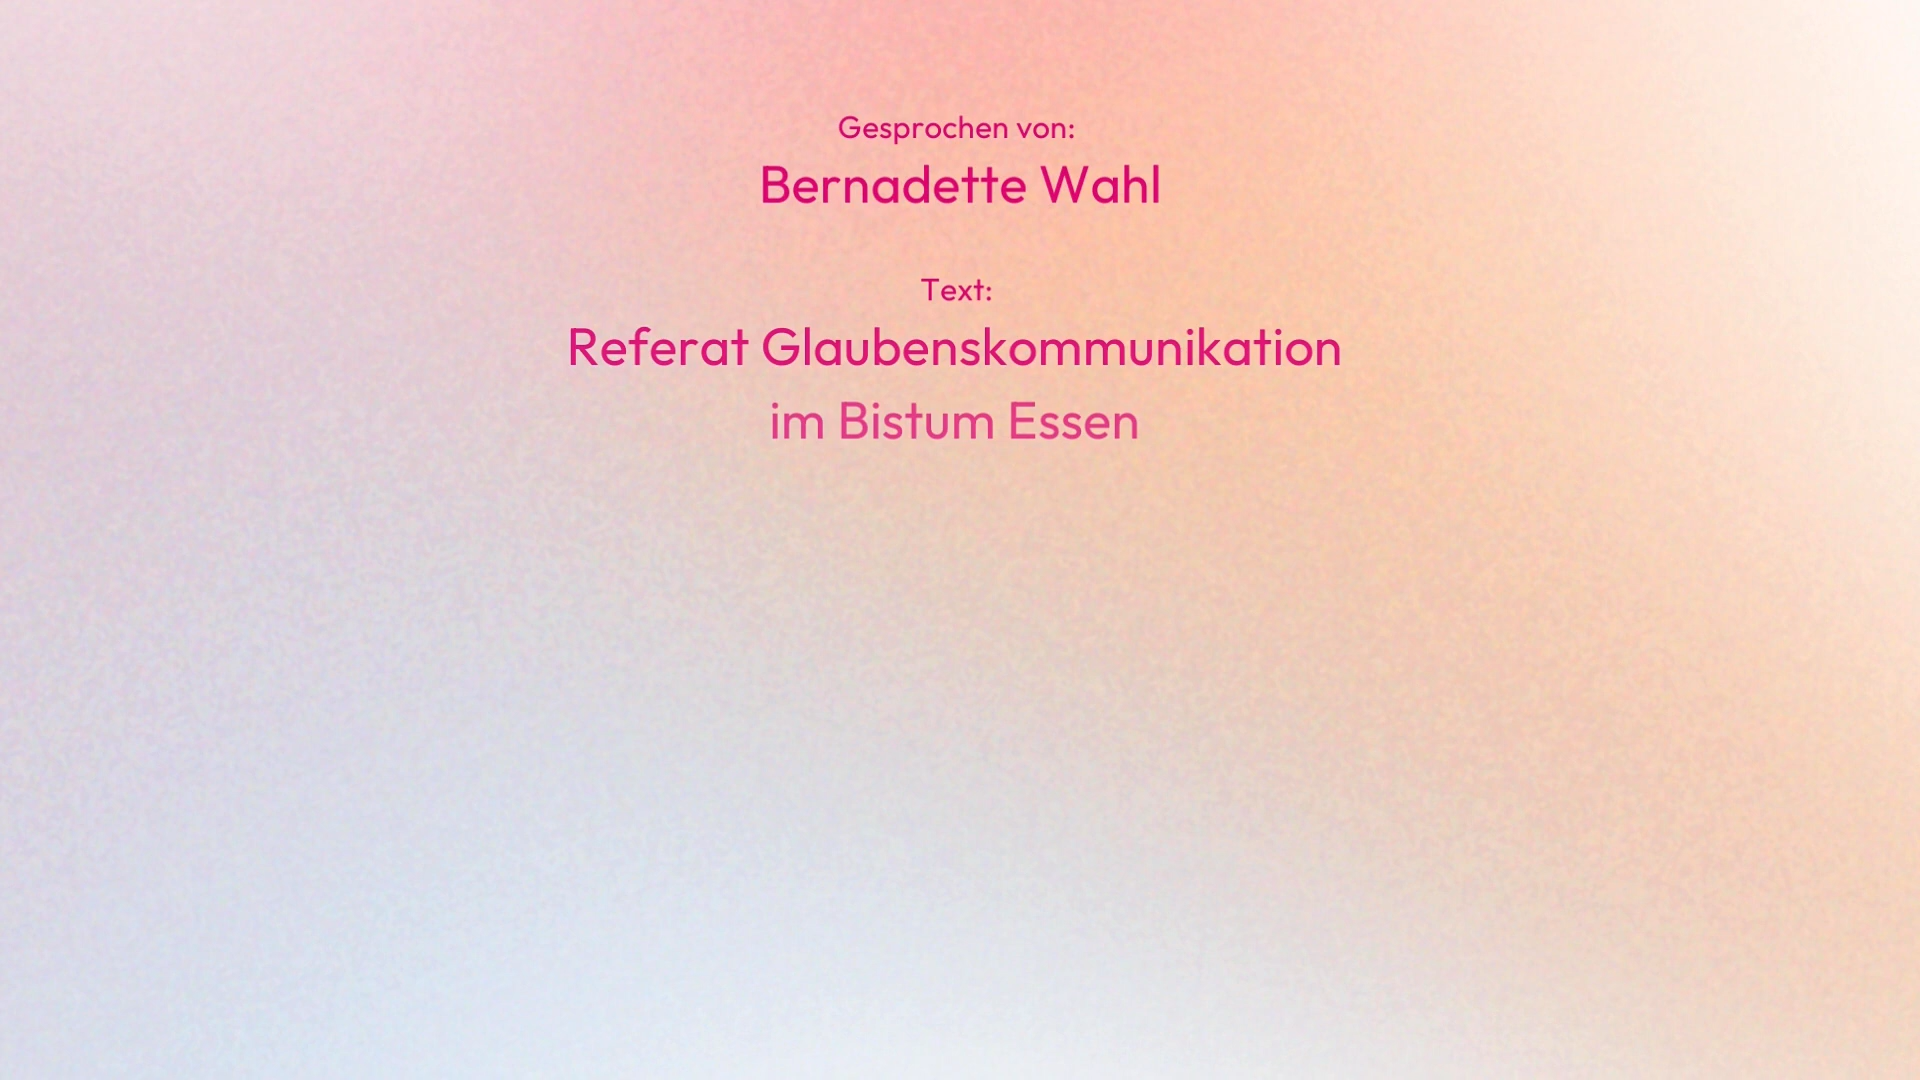 Gesprochen von:
Bernadette Wahl
Text:
Referat Glaubenskommunikation
im Bistum Essen